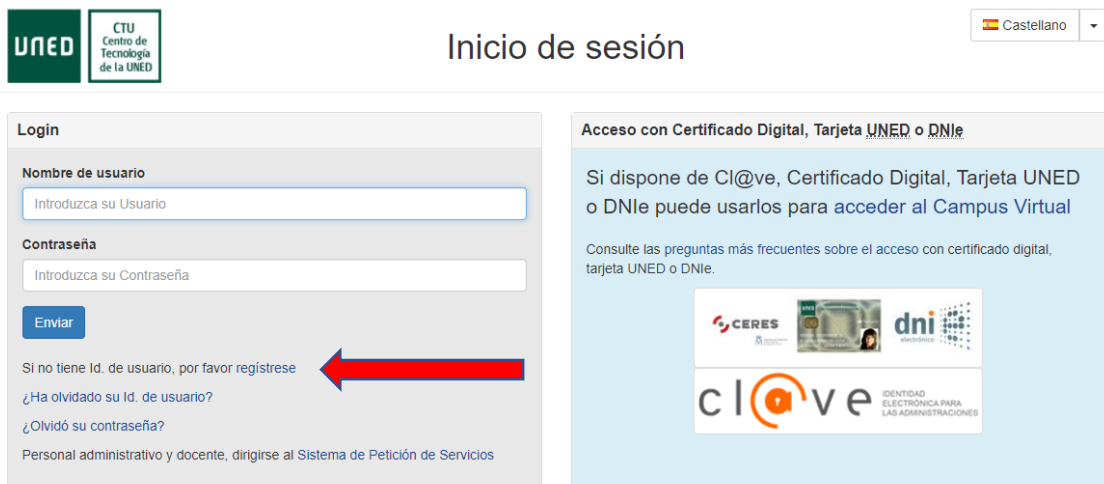 UNED
CTU
Centro de
Tecnología
de la UNED
Inicio de sesión
Castellano
Login
Nombre de usuario
Introduzca su Usuario
Contraseña
Introduzca su Contraseña
Enviar
Si no tiene Id. de usuario, por favor regístrese
¿Ha olvidado su Id. de usuario?
¿Olvidó su contraseña?
Personal administrativo y docente, dirigirse al Sistema de Petición de Servicios
Acceso con Certificado Digital, Tarjeta UNED o DNIe
Si dispone de Cl@ve, Certificado Digital, Tarjeta UNED
o DNIe puede usarlos para acceder al Campus Virtual
Consulte las preguntas más frecuentes sobre el acceso con certificado digital,
tarjeta UNED o DNIe.
CERES
dni
electrónico
cl@ve
IDENTIDAD
ELECTRÓNICA PARA
LAS ADMINISTRACIONES